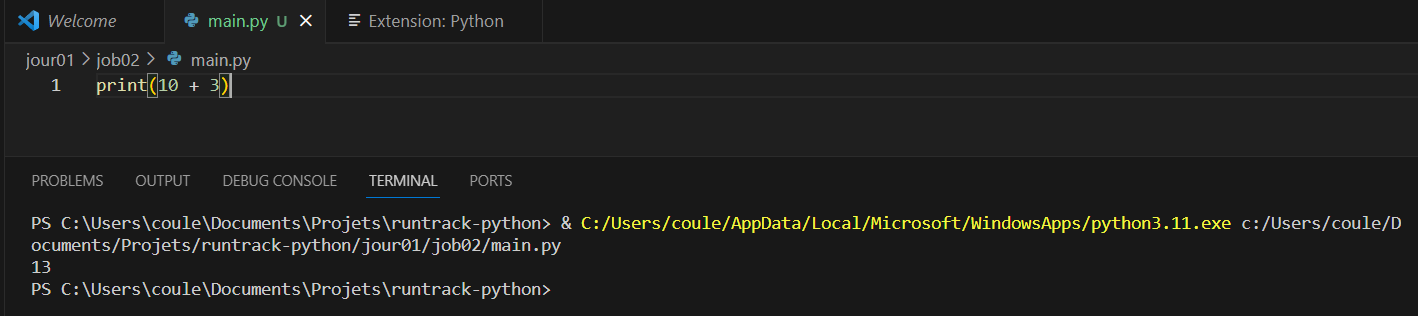 Welcome main.py U Extension: Python
jour01 > job02 > main.py
1 print(10 + 3)
PROBLEMS OUTPUT DEBUG CONSOLE TERMINAL PORTS
PS C:\Users\coule\Documents\Projets\runtrack-python> & C:/Users/coule/AppData/Local/Microsoft/WindowsApps/python3.11.exe c:/Users/coule/D
ocuments/Projets/runtrack-python/jour01/job02/main.py
13
PS C:\Users\coule\Documents\Projets\runtrack-python>